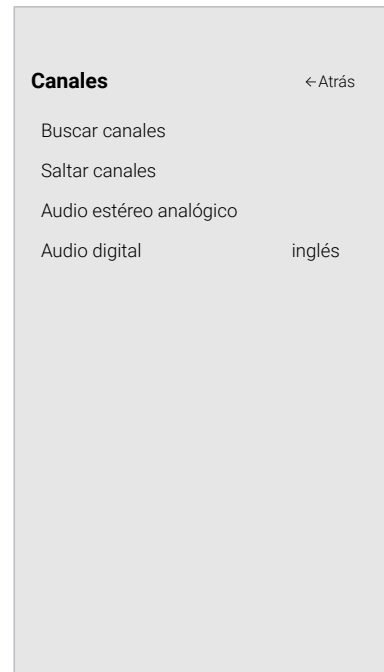 Canales ←Atrás
Buscar canales
Saltar canales
Audio estéreo analógico
Audio digital inglés